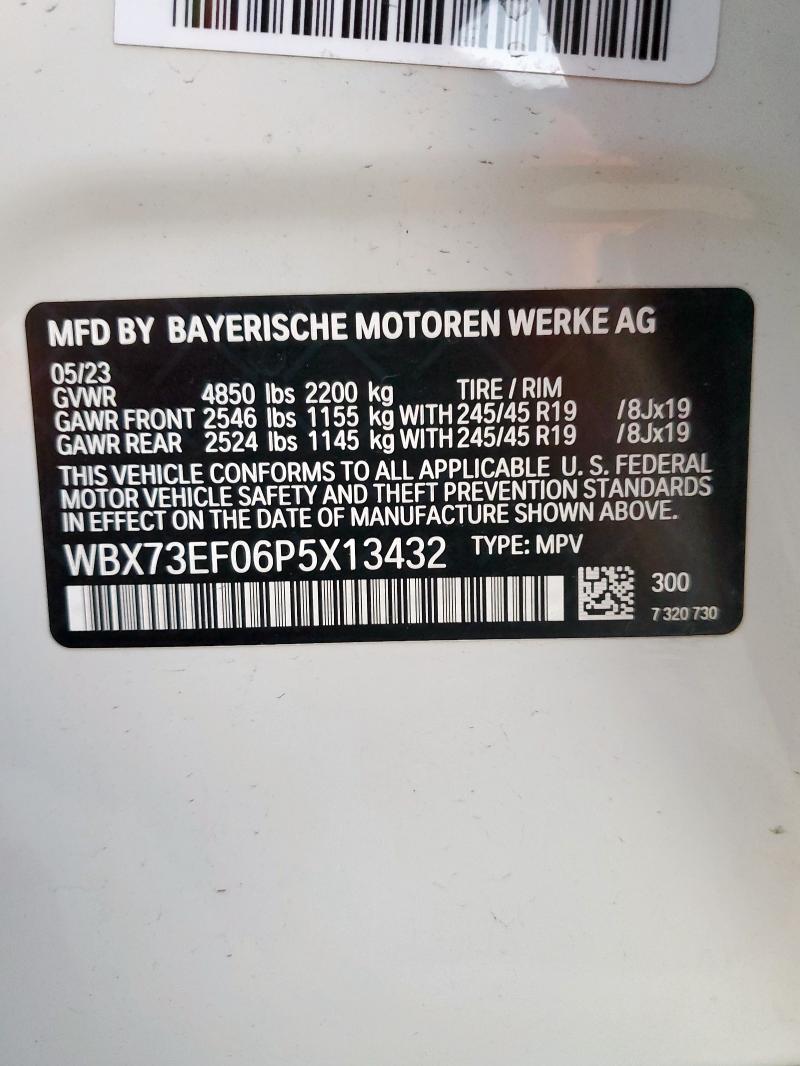 MFD BY BAYERISCHE MOTOREN WERKE AG
05/23
GVWR 4850 lbs 2200 kg TIRE / RIM
GAWR FRONT 2546 lbs 1155 kg WITH 245/45 R19 /8Jx19
GAWR REAR 2524 lbs 1145 kg WITH 245/45 R19 /8Jx19
THIS VEHICLE CONFORMS TO ALL APPLICABLE U. S. FEDERAL
MOTOR VEHICLE SAFETY AND THEFT PREVENTION STANDARDS
IN EFFECT ON THE DATE OF MANUFACTURE SHOWN ABOVE.
WBX73EF06P5X13432 TYPE: MPV
300
7 320 730